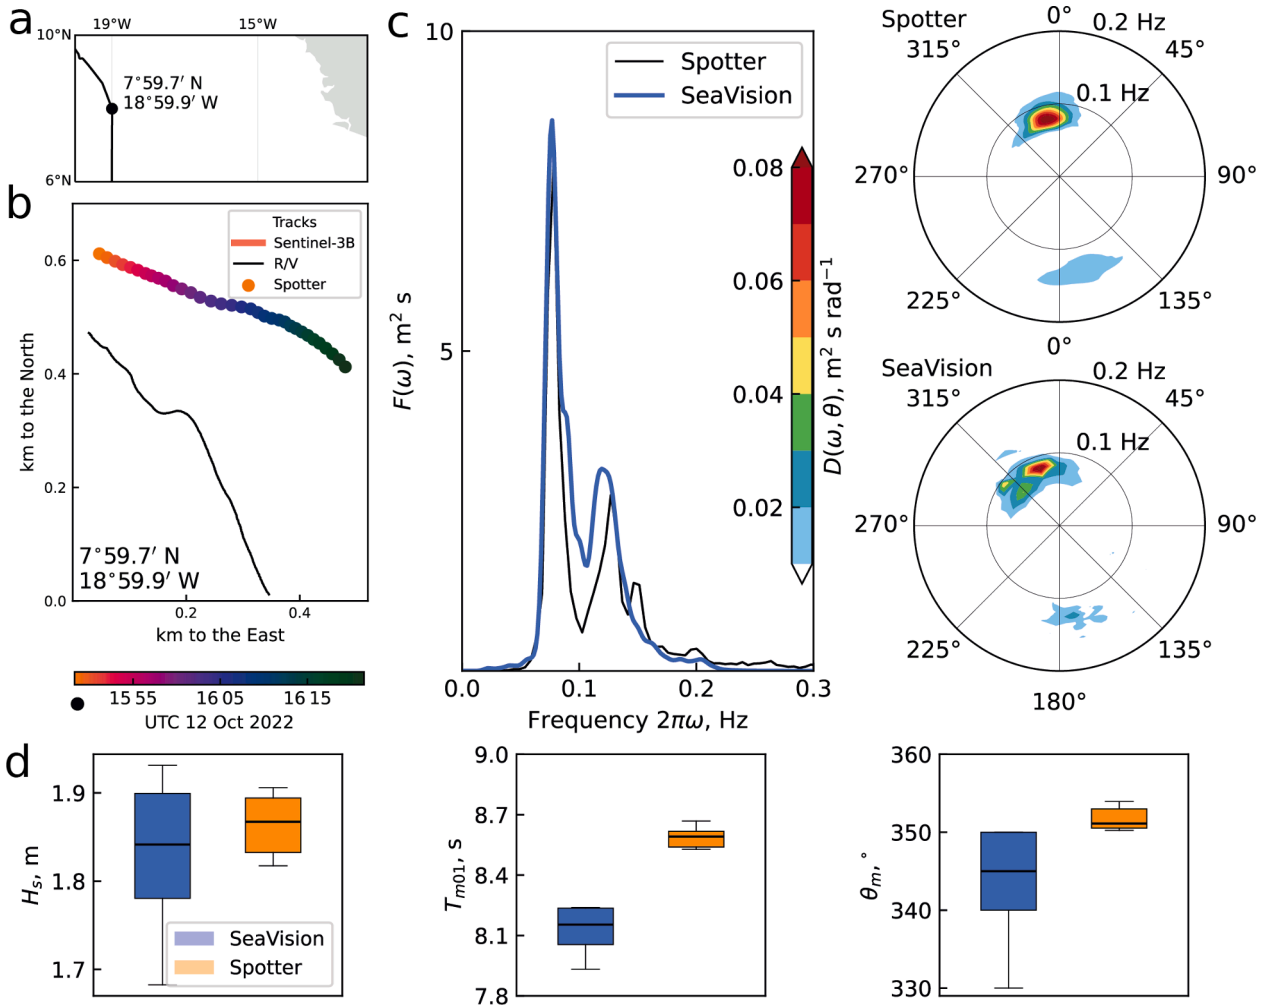 a
19°W
15°W
10°N
7°59.7′ N
18°59.9′ W
6°N
b
Tracks
Sentinel-3B
R/V
Spotter
0.6
0.4
0.2
0.0
km to the North
7°59.7′ N
18°59.9′ W
0.2
0.4
km to the East
15 55
16 05
16 15
UTC 12 Oct 2022
c
10
5
F(ω), m² s
Spotter
SeaVision
0.08
0.06
0.04
0.02
D(ω, θ), m² s rad⁻¹
0.0
0.1
0.2
0.3
Frequency 2πω, Hz
Spotter
0°
0.2 Hz
315°
45°
0.1 Hz
270°
90°
225°
135°
0°
SeaVision
0.2 Hz
315°
45°
0.1 Hz
270°
90°
225°
135°
180°
d
1.9
1.8
1.7
Hs, m
SeaVision
Spotter
9.0
8.7
8.4
8.1
7.8
Tm01, s
360
350
340
330
θm, °